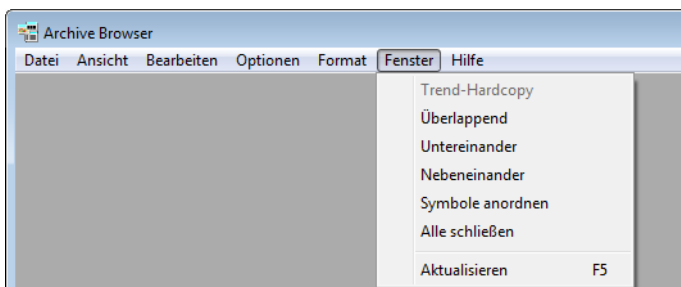 Archive Browser
Datei Ansicht Bearbeiten Optionen Format Fenster Hilfe
Trend-Hardcopy
Überlappend
Untereinander
Nebeneinander
Symbole anordnen
Alle schließen
Aktualisieren F5